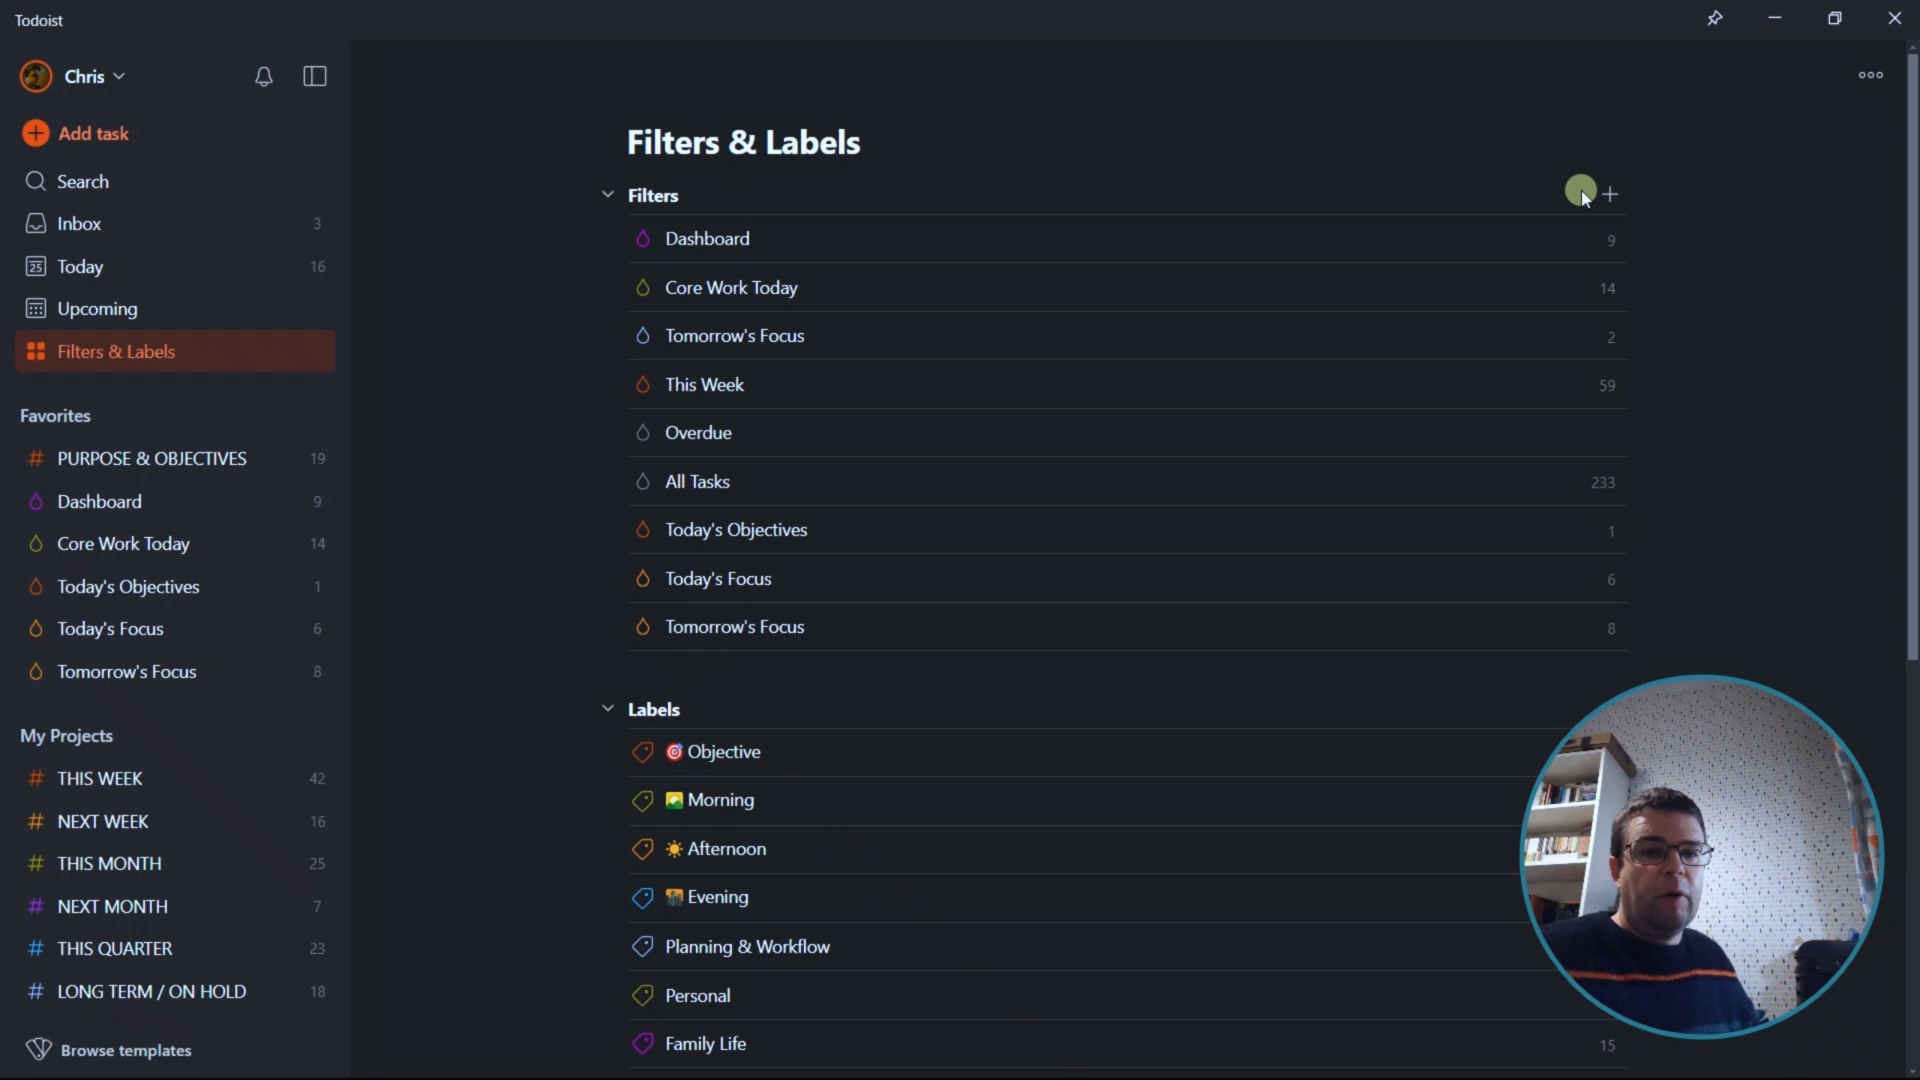 Todoist
Chris
Add task
Search
Inbox 3
25 Today 16
Upcoming
Filters & Labels
Favorites
# PURPOSE & OBJECTIVES 19
Dashboard 9
Core Work Today 14
Today's Objectives 1
Today's Focus 6
Tomorrow's Focus 8
My Projects
# THIS WEEK 42
# NEXT WEEK 16
# THIS MONTH 25
# NEXT MONTH 7
# THIS QUARTER 23
# LONG TERM / ON HOLD 18
Browse templates
Filters & Labels
Filters
Dashboard 9
Core Work Today 14
Tomorrow's Focus 2
This Week 59
Overdue
All Tasks 233
Today's Objectives 1
Today's Focus 6
Tomorrow's Focus 8
Labels
🎯 Objective
🌄 Morning
☀️ Afternoon
🌆 Evening
Planning & Workflow
Personal
Family Life 15